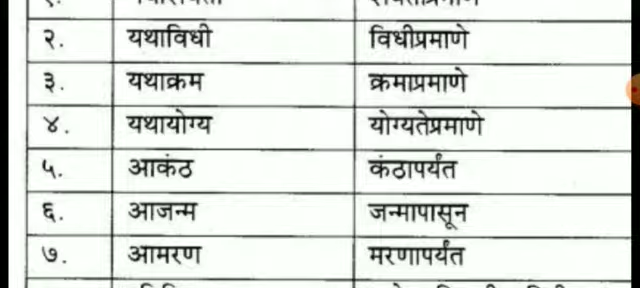 २. यथाविधी विधीप्रमाणे
३. यथाक्रम क्रमाप्रमाणे
४. यथायोग्य योग्यतेप्रमाणे
५. आकंठ कंठापर्यंत
६. आजन्म जन्मापासून
७. आमरण मरणापर्यंत